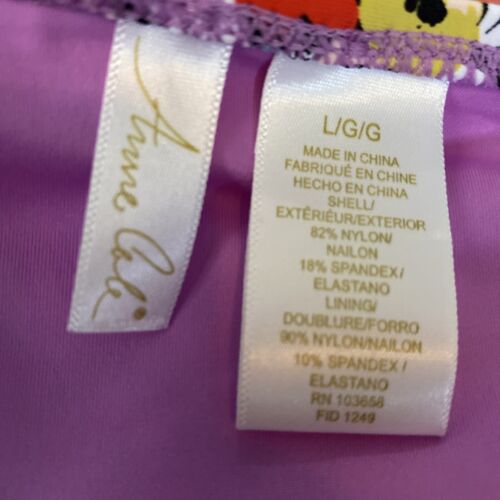 Anne Cole
L/G/G
MADE IN CHINA
FABRIQUÉ EN CHINE
HECHO EN CHINA
SHELL/
EXTÉRIEUR/EXTERIOR
82% NYLON/
NAILON
18% SPANDEX/
ELASTANO
LINING/
DOUBLURE/FORRO
90% NYLON/NAILON
10% SPANDEX/
ELASTANO
RN 103656
FID 1249